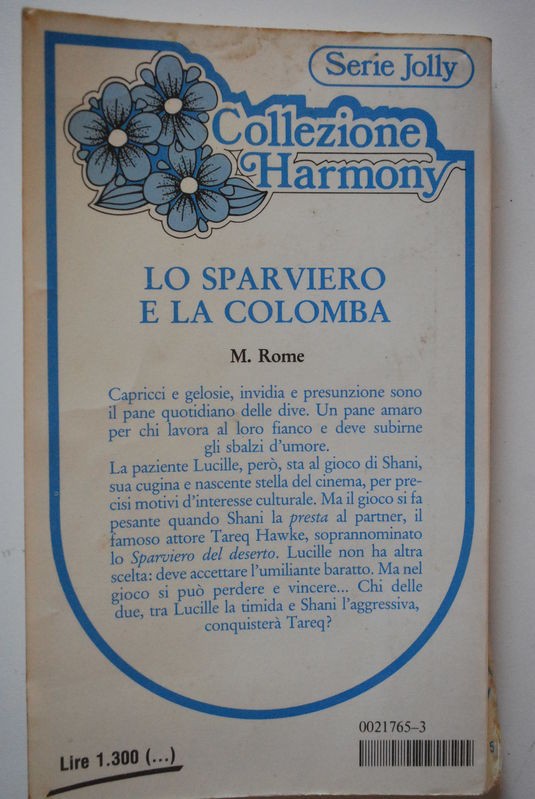 Serie Jolly
Collezione
Harmony
LO SPARVIERO
E LA COLOMBA
M. Rome
Capricci e gelosie, invidia e presunzione sono
il pane quotidiano delle dive. Un pane amaro
per chi lavora al loro fianco e deve subirne
gli sbalzi d'umore.
La paziente Lucille, però, sta al gioco di Shani,
sua cugina e nascente stella del cinema, per pre-
cisi motivi d'interesse culturale. Ma il gioco si fa
pesante quando Shani la presta al partner, il
famoso attore Tareq Hawke, soprannominato
lo Sparviero del deserto. Lucille non ha altra
scelta: deve accettare l'umiliante baratto. Ma nel
gioco si può perdere e vincere... Chi delle
due, tra Lucille la timida e Shani l'aggressiva,
conquisterà Tareq?
0021765–3
Lire 1.300 (...)
5